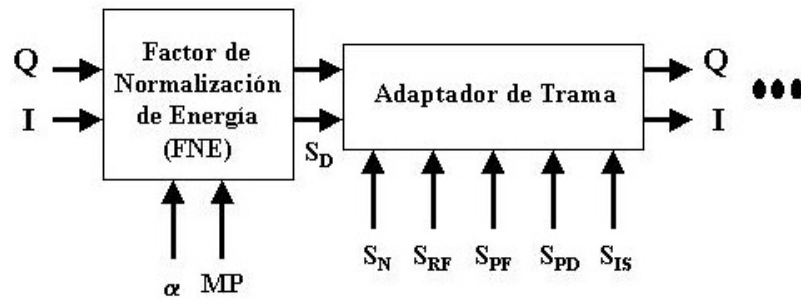 Q
I
Factor de
Normalización
de Energía
(FNE)
S_D
Adaptador de Trama
Q
I
α MP
S_N S_RF S_PF S_PD S_IS